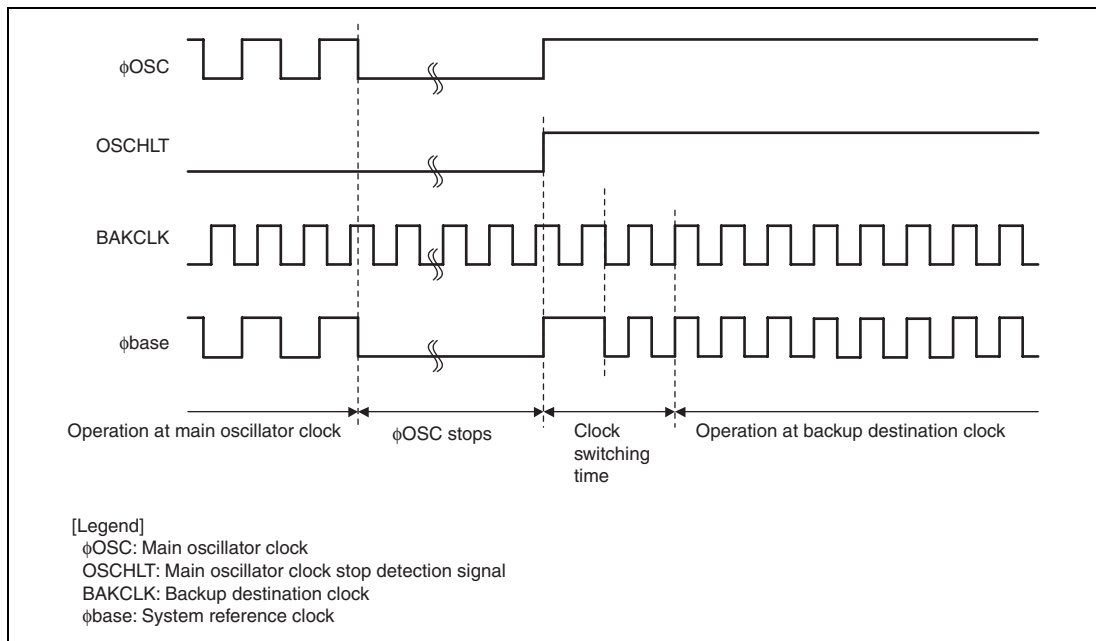 φOSC
OSCHLT
BAKCLK
φbase
Operation at main oscillator clock
φOSC stops
Clock
switching
time
Operation at backup destination clock
[Legend]
φOSC: Main oscillator clock
OSCHLT: Main oscillator clock stop detection signal
BAKCLK: Backup destination clock
φbase: System reference clock